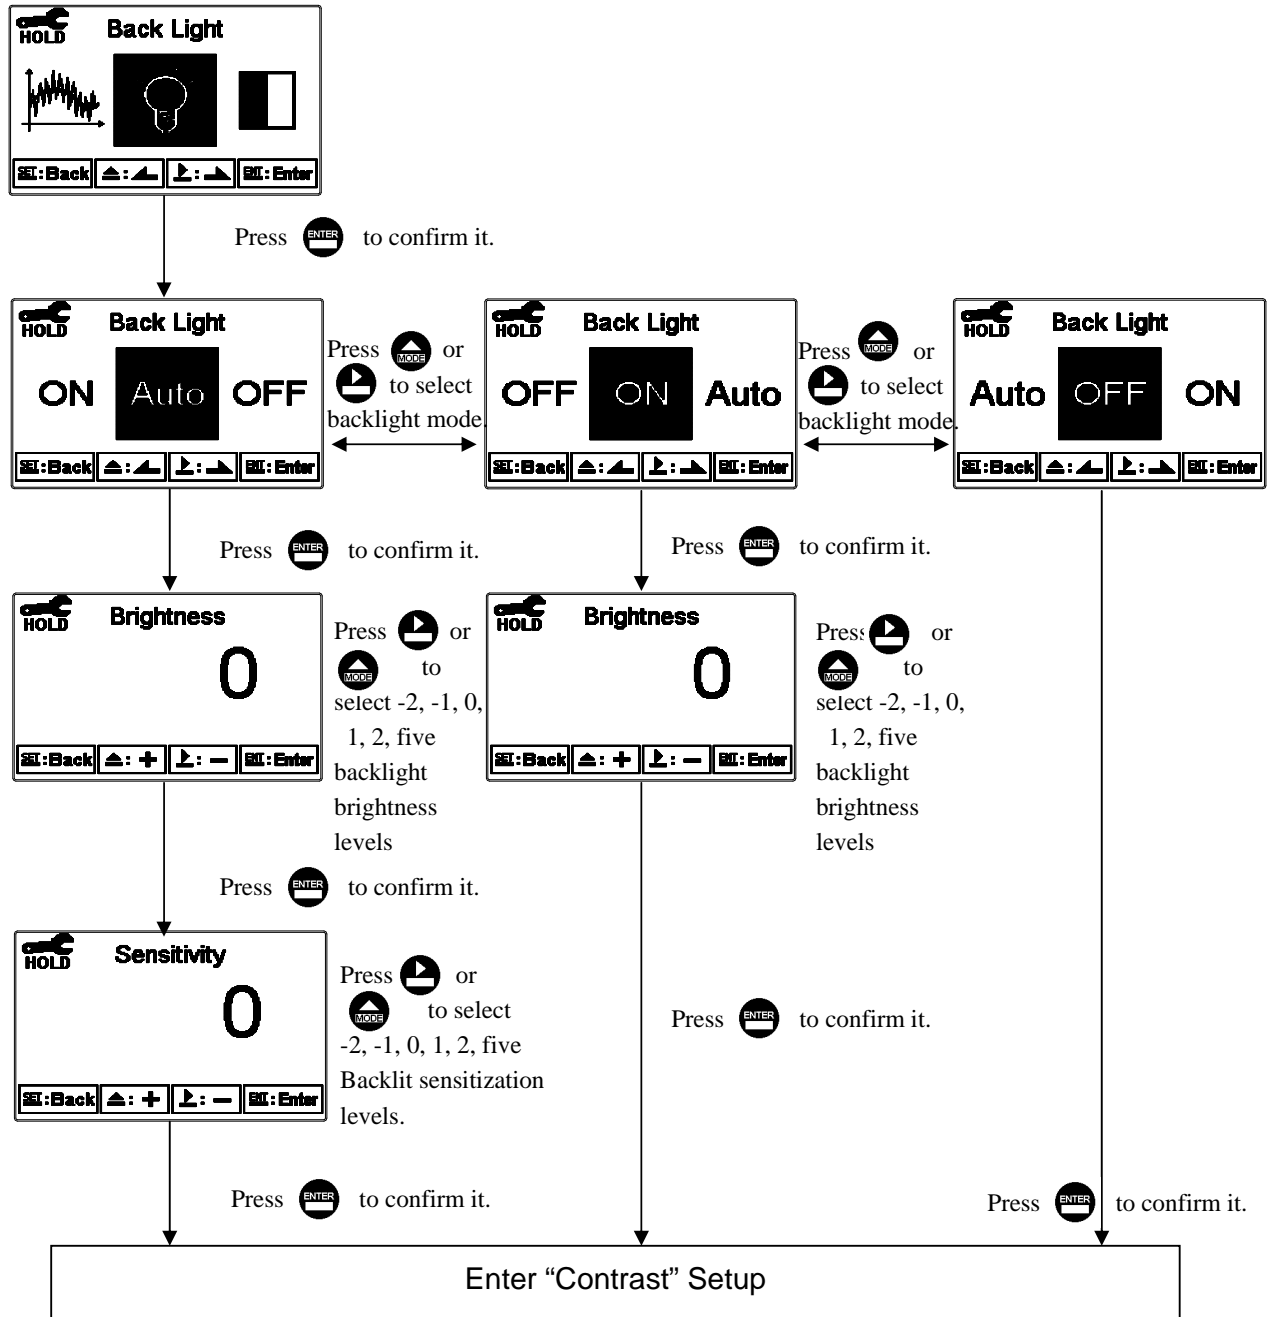 HOLD Back Light
SET:Back ▲: : ENT:Enter
Press ENTER to confirm it.
HOLD Back Light
ON Auto OFF
SET:Back : : ENT:Enter
Press MODE or
to select
backlight mode.
HOLD Back Light
OFF ON Auto
SET:Back : : ENT:Enter
Press MODE or
to select
backlight mode.
HOLD Back Light
Auto OFF ON
SET:Back : : ENT:Enter
Press ENTER to confirm it.
Press ENTER to confirm it.
HOLD Brightness
0
SET:Back : + : – ENT:Enter
Press or
MODE to
select -2, -1, 0,
1, 2, five
backlight
brightness
levels
HOLD Brightness
0
SET:Back : + : – ENT:Enter
Press or
MODE to
select -2, -1, 0,
1, 2, five
backlight
brightness
levels
Press ENTER to confirm it.
HOLD Sensitivity
0
SET:Back : + : – ENT:Enter
Press or
MODE to select
-2, -1, 0, 1, 2, five
Backlit sensitization
levels.
Press ENTER to confirm it.
Press ENTER to confirm it.
Press ENTER to confirm it.
Enter “Contrast” Setup